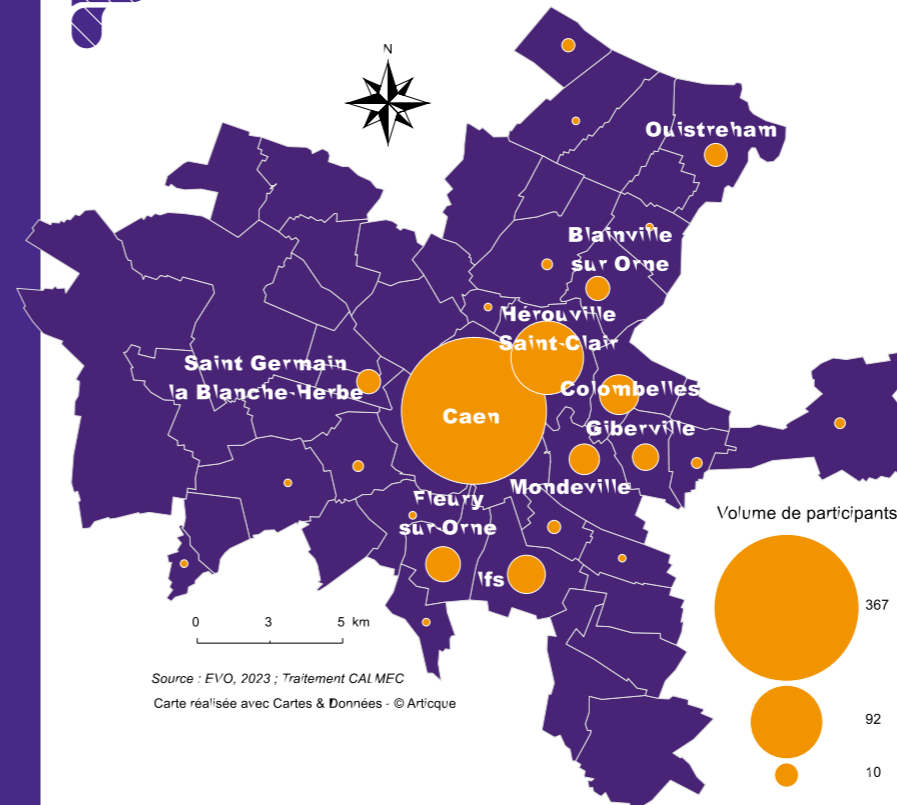 N
Ouistreham
Blainville
sur Orne
Hérouville
Saint-Clair
Saint Germain
la Blanche-Herbe
Colombelles
Caen
Giberville
Mondeville
Fleury
sur-Orne
Ifs
Volume de participants
367
92
10
0 3 5 km
Source : EVO, 2023 ; Traitement CALMEC
Carte réalisée avec Cartes & Données - © Articque